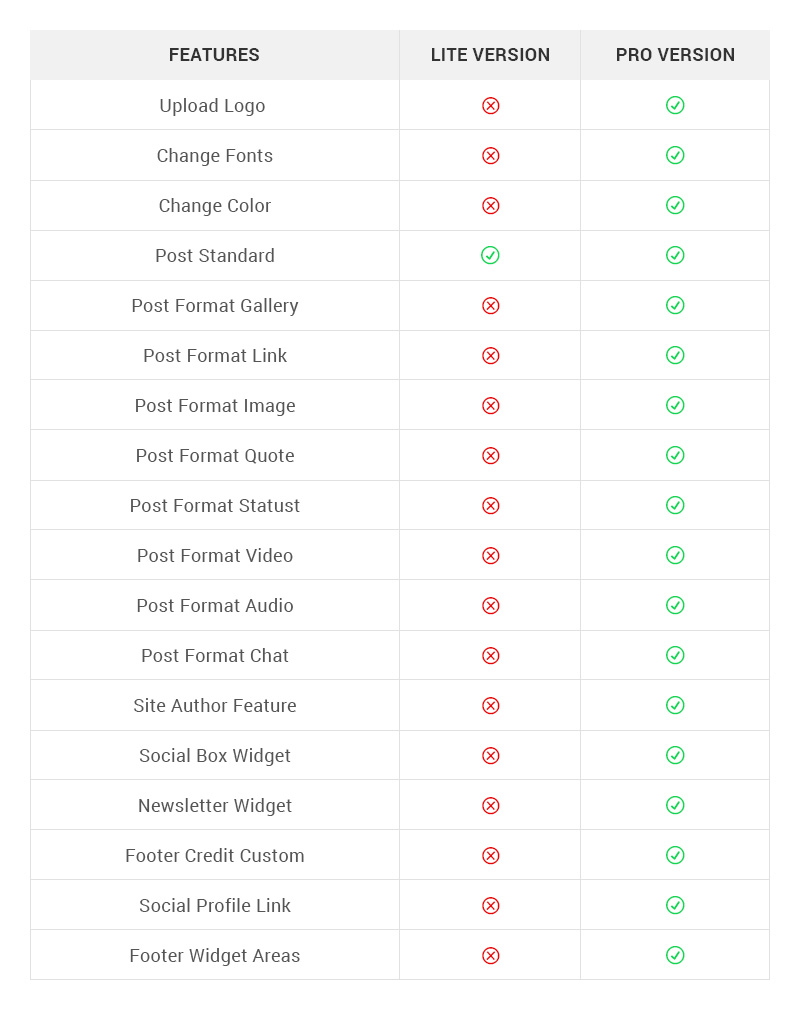 FEATURES LITE VERSION PRO VERSION
Upload Logo
Change Fonts
Change Color
Post Standard
Post Format Gallery
Post Format Link
Post Format Image
Post Format Quote
Post Format Statust
Post Format Video
Post Format Audio
Post Format Chat
Site Author Feature
Social Box Widget
Newsletter Widget
Footer Credit Custom
Social Profile Link
Footer Widget Areas